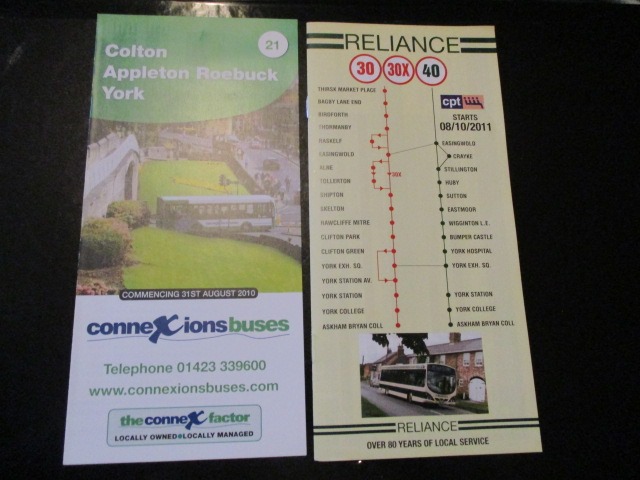 Colton
Appleton Roebuck
York
21
COMMENCING 31ST AUGUST 2010
conneXionsbuses
Telephone 01423 339600
www.connexionsbuses.com
the conneX factor
LOCALLY OWNED•LOCALLY MANAGED
RELIANCE
30 30X 40
cpt
STARTS
08/10/2011
THIRSK MARKET PLACE
BAGBY LANE END
BIRDFORTH
THORMANBY
RASKELF
EASINGWOLD
ALNE
TOLLERTON
SHIPTON
SKELTON
RAWCLIFFE MITRE
CLIFTON PARK
CLIFTON GREEN
YORK EXH. SQ.
YORK STATION AV.
YORK STATION
YORK COLLEGE
ASKHAM BRYAN COLL
30X
EASINGWOLD
CRAYKE
STILLINGTON
HUBY
SUTTON
EASTMOOR
WIGGINTON L.E.
BUMPER CASTLE
YORK HOSPITAL
YORK EXH. SQ.
YORK STATION
YORK COLLEGE
ASKHAM BRYAN COLL
RELIANCE
OVER 80 YEARS OF LOCAL SERVICE